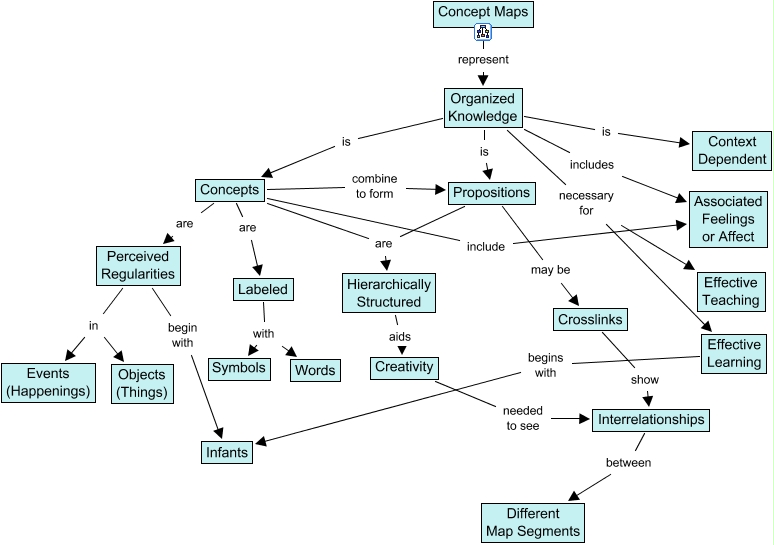 Concept Maps
represent
Organized
Knowledge
is
is
is
includes
necessary
for
Context
Dependent
Concepts
combine
to form
Propositions
Associated
Feelings
or Affect
are
are
are
include
Perceived
Regularities
Labeled
Hierarchically
Structured
may be
Effective
Teaching
in
begin
with
with
aids
Crosslinks
Effective
Learning
Events
(Happenings)
Objects
(Things)
Symbols
Words
Creativity
begins
with
show
needed
to see
Interrelationships
Infants
between
Different
Map Segments